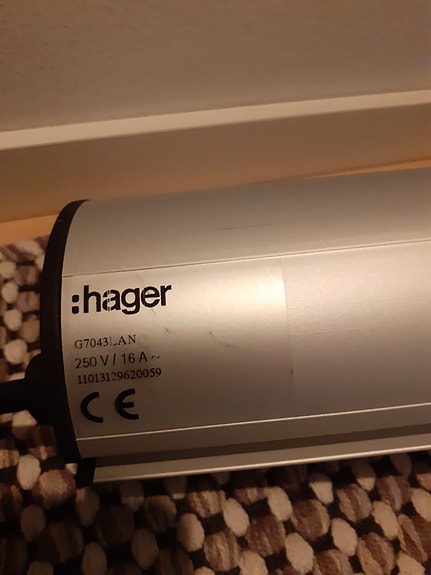 :hager
G7043LAN
250 V / 16 A ~
11013129620059
CE